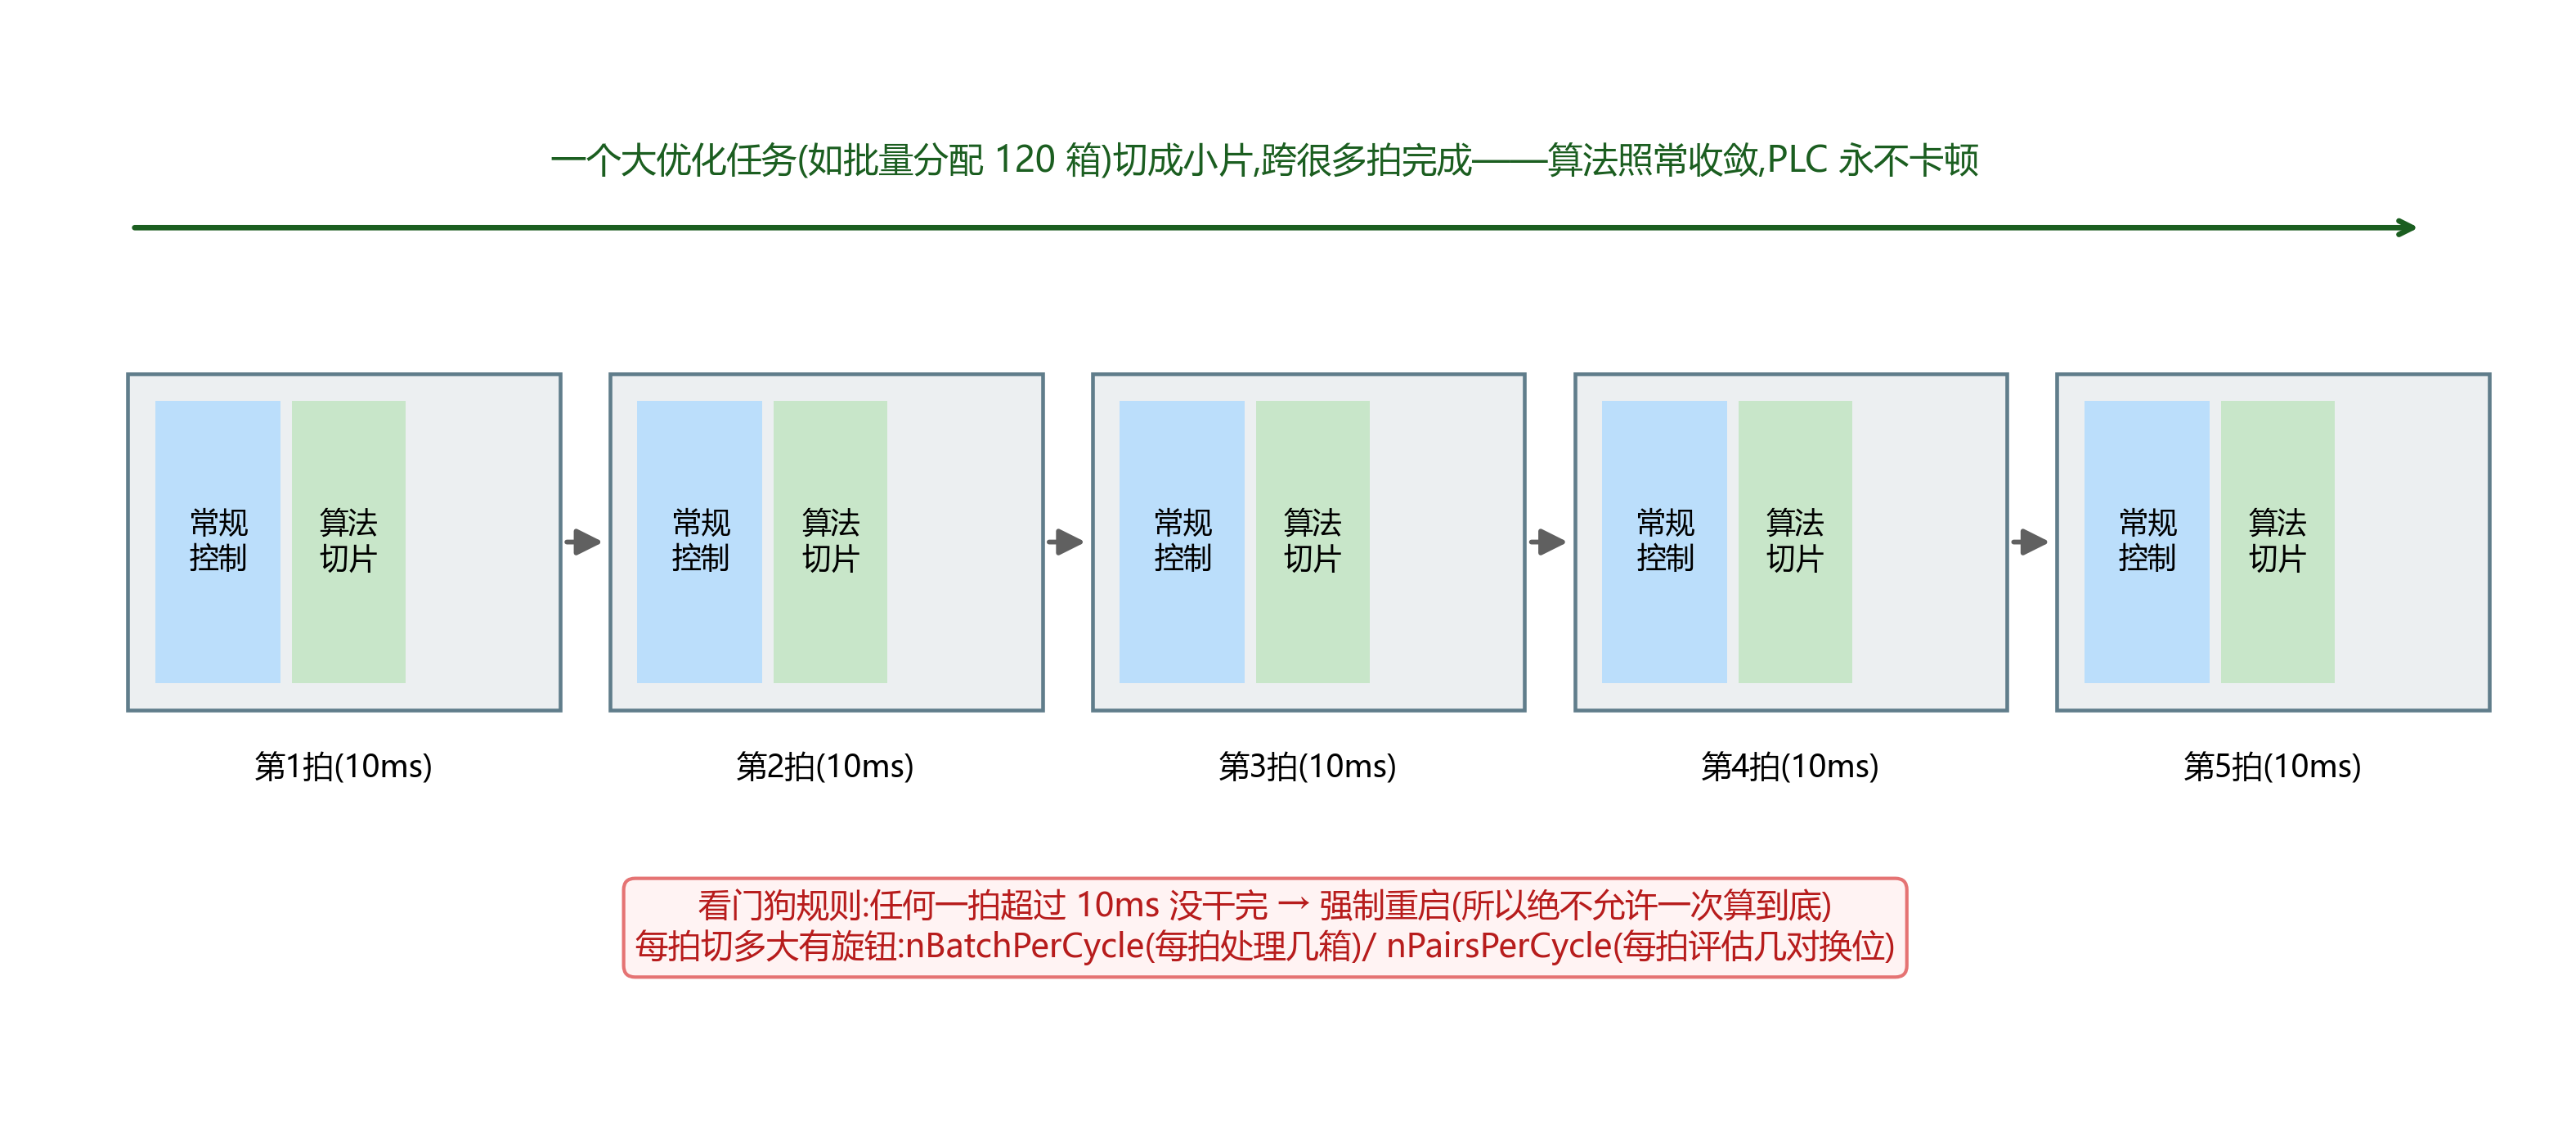 一个大优化任务(如批量分配 120 箱)切成小片,跨很多拍完成——算法照常收敛,PLC 永不卡顿
常规
控制
算法
切片
常规
控制
算法
切片
常规
控制
算法
切片
常规
控制
算法
切片
常规
控制
算法
切片
第1拍(10ms)
第2拍(10ms)
第3拍(10ms)
第4拍(10ms)
第5拍(10ms)
看门狗规则:任何一拍超过 10ms 没干完 → 强制重启(所以绝不允许一次算到底)
每拍切多大有旋钮:nBatchPerCycle(每拍处理几箱)/ nPairsPerCycle(每拍评估几对换位)